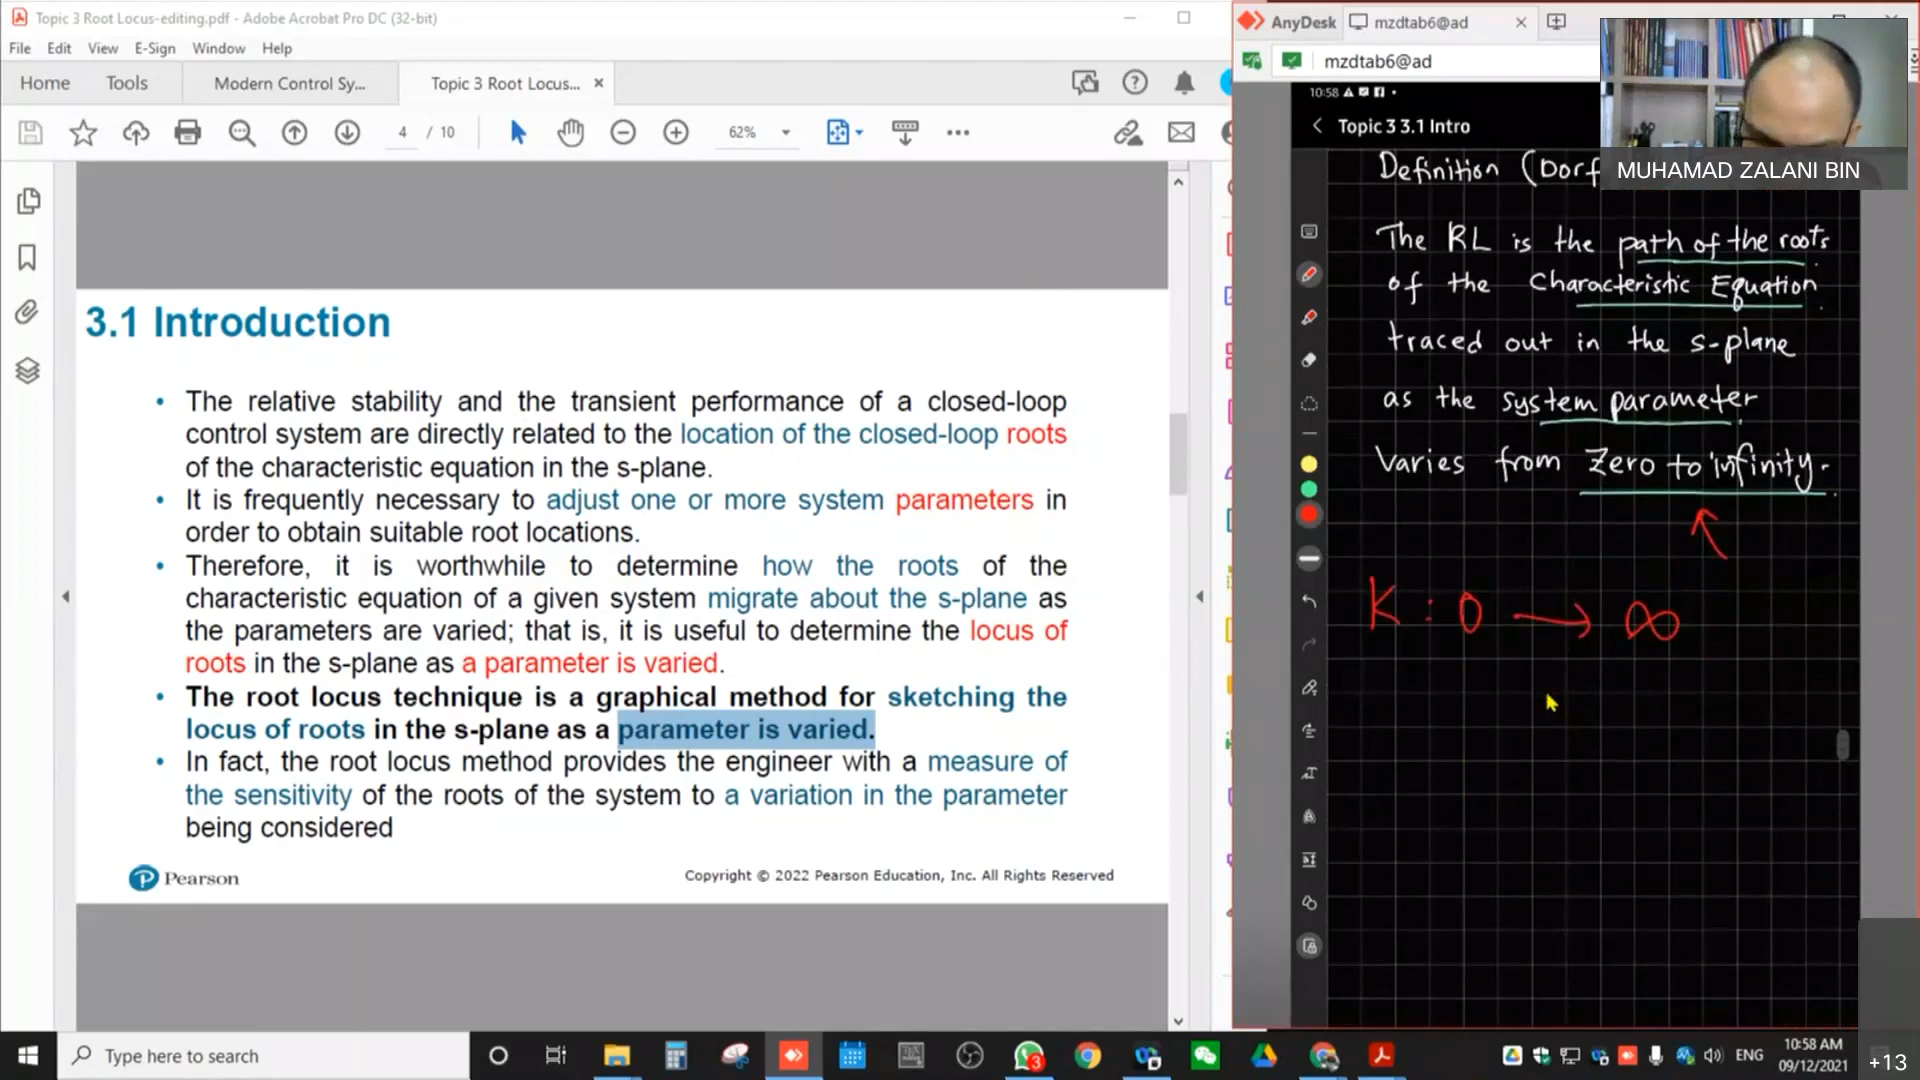 Topic 3 Root Locus-editing.pdf - Adobe Acrobat Pro DC (32-bit)
File Edit View E-Sign Window Help
Home Tools Modern Control Sy... Topic 3 Root Locus...
4 / 10 62%
3.1 Introduction
• The relative stability and the transient performance of a closed-loop
control system are directly related to the location of the closed-loop roots
of the characteristic equation in the s-plane.
• It is frequently necessary to adjust one or more system parameters in
order to obtain suitable root locations.
• Therefore, it is worthwhile to determine how the roots of the
characteristic equation of a given system migrate about the s-plane as
the parameters are varied; that is, it is useful to determine the locus of
roots in the s-plane as a parameter is varied.
• The root locus technique is a graphical method for sketching the
locus of roots in the s-plane as a parameter is varied.
• In fact, the root locus method provides the engineer with a measure of
the sensitivity of the roots of the system to a variation in the parameter
being considered
Pearson
Copyright © 2022 Pearson Education, Inc. All Rights Reserved
AnyDesk mzdtab6@ad
mzdtab6@ad
10:58
Topic 3 3.1 Intro
MUHAMAD ZALANI BIN
Definition (Dorf
The RL is the path of the roots
of the Characteristic Equation
traced out in the s-plane
as the system parameter
Varies from Zero to infinity.
K : 0 → ∞
Type here to search
3
ENG
10:58 AM
09/12/2021
+13